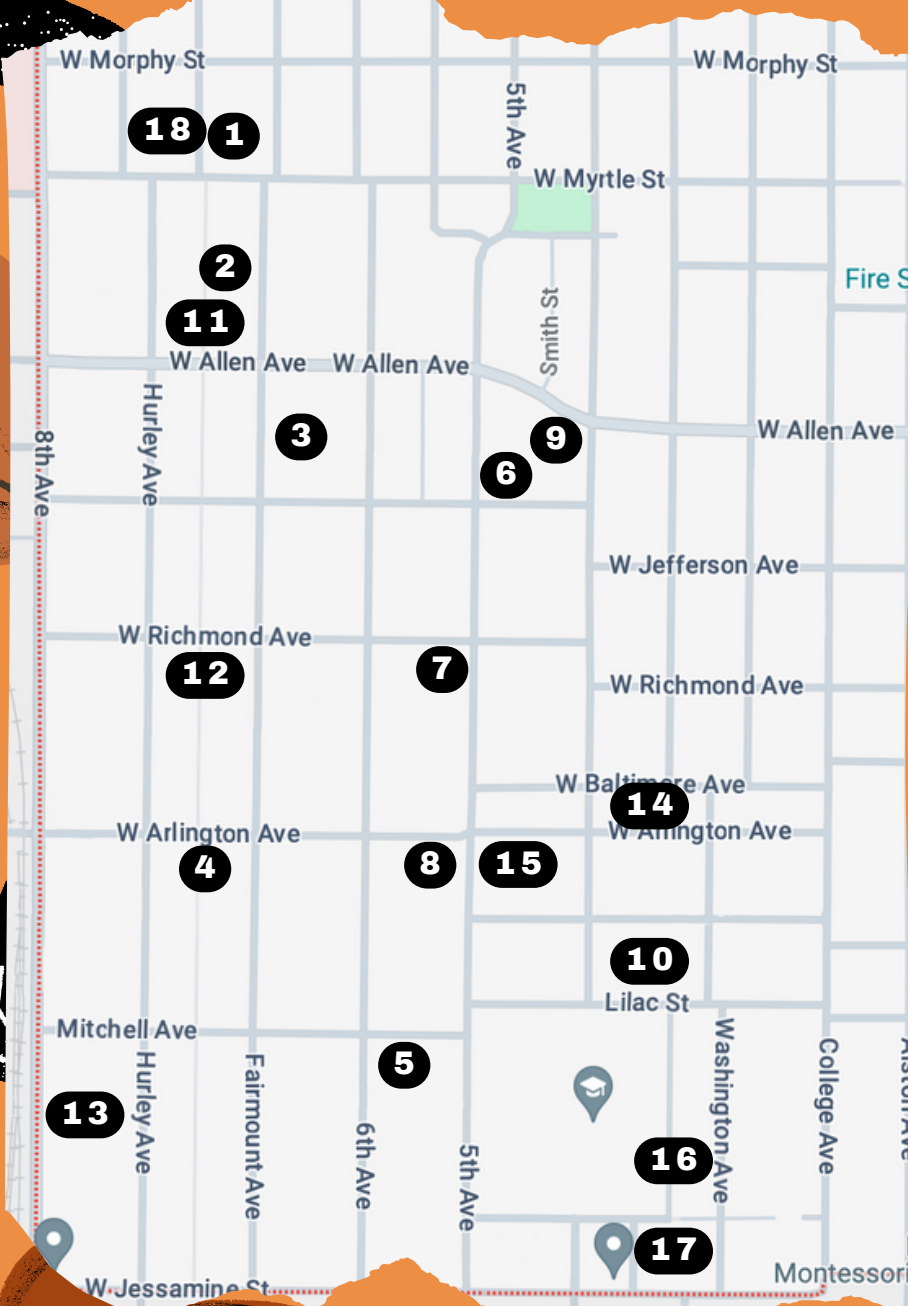 W Morphy St
W Morphy St
5th Ave
18
1
W Myrtle St
2
Fire S
11
Smith St
W Allen Ave
W Allen Ave
Hurley Ave
3
9
W Allen Ave
8th Ave
6
W Jefferson Ave
W Richmond Ave
12
7
W Richmond Ave
W Baltimore Ave
14
W Arlington Ave
W Arlington Ave
4
8
15
10
Lilac St
Mitchell Ave
5
13
Hurley Ave
Fairmount Ave
6th Ave
5th Ave
Washington Ave
College Ave
Alston Ave
16
17
Montessori
W Jessamine St